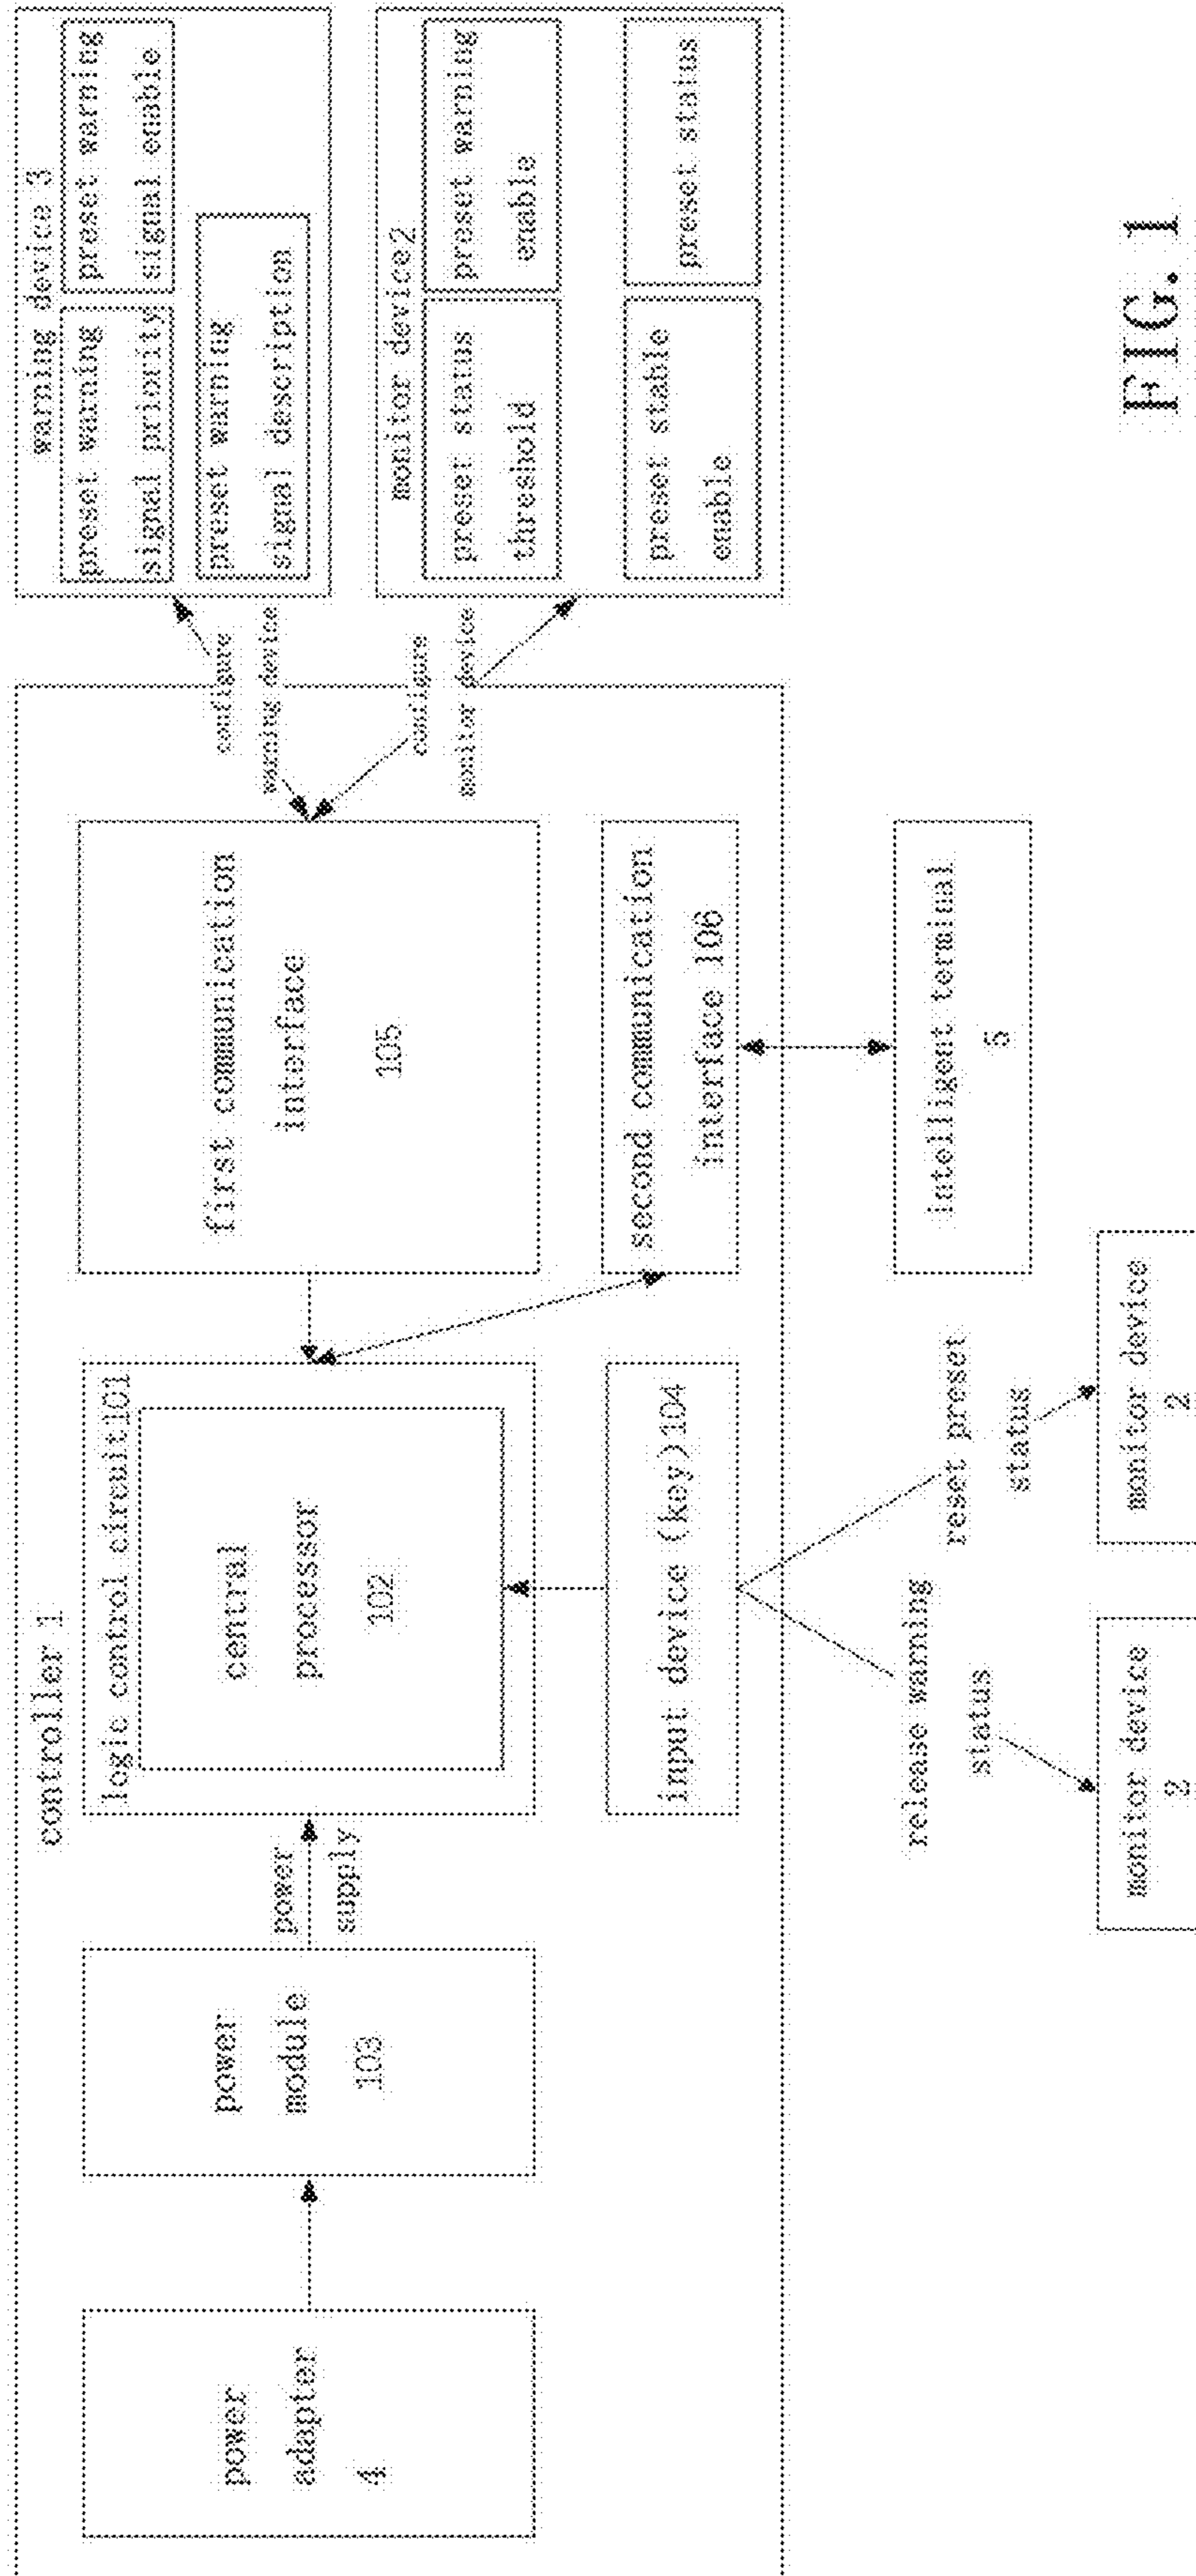 controller 1
power
adapter
4
power
module
103
power
supply
logic control circuit101
central
processor
102
input device (key)104
first communication
interface
105
second communication
interface 106
configure
warning device
configure
monitor device
warning device 3
preset warning
signal priority
preset warning
signal enable
preset warning
signal description
monitor device2
preset status
threshold
preset warning
enable
preset stable
enable
preset status
release warning
status
reset preset
status
monitor device
2
monitor device
2
intelligent terminal
5
FIG. 1